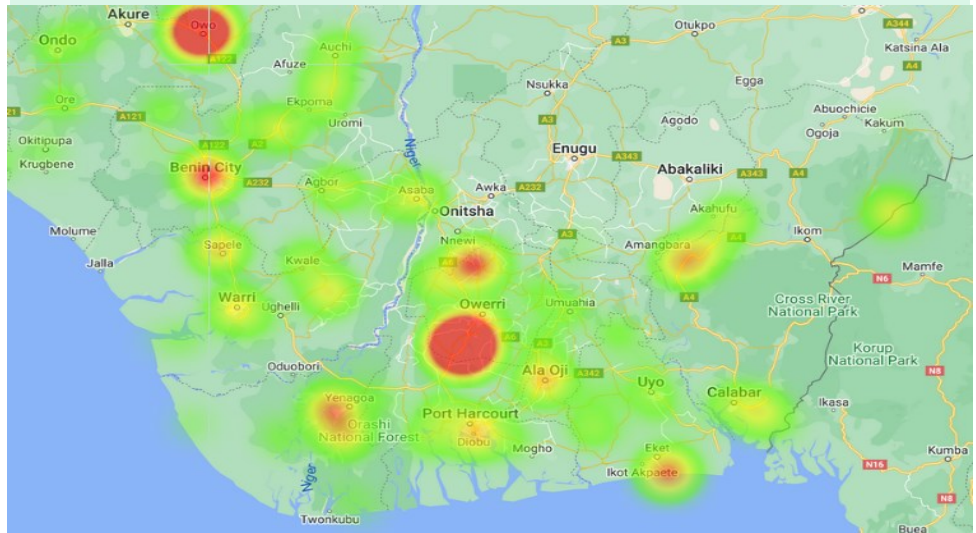 Akure
Owo
A344
Otukpo
Ondo
Auchi
A3
Katsina Ala
A123
Afuze
A4
Nsukka
Egga
Ore
A121
Ekpoma
Abuochicie
Uromi
A3
Agodo
Ogoja
Kakum
Okitipupa
A122
A2
Niger
Enugu
A343
Krugbene
Benin City
Abakaliki
A343
A4
A232
Agbor
Asaba
Awka
A232
Onitsha
Akahufu
Molume
Nnewi
A3
Amangbara
A4
Ikom
Sapele
Jalla
Kwale
A6
N6
Mamfe
Umuahia
A4
Cross River
National Park
Warri
Ughelli
Owerri
A6
A3
Korup
National Park
Oduobori
N8
Ala Oji
A342
Uyo
Calabar
Yenagoa
Orashi
National Forest
Port Harcourt
Diobu
Ikasa
Mogho
Eket
Kumba
Ikot Akpaete
N16
Niger
N8
Twonkubu
Buea